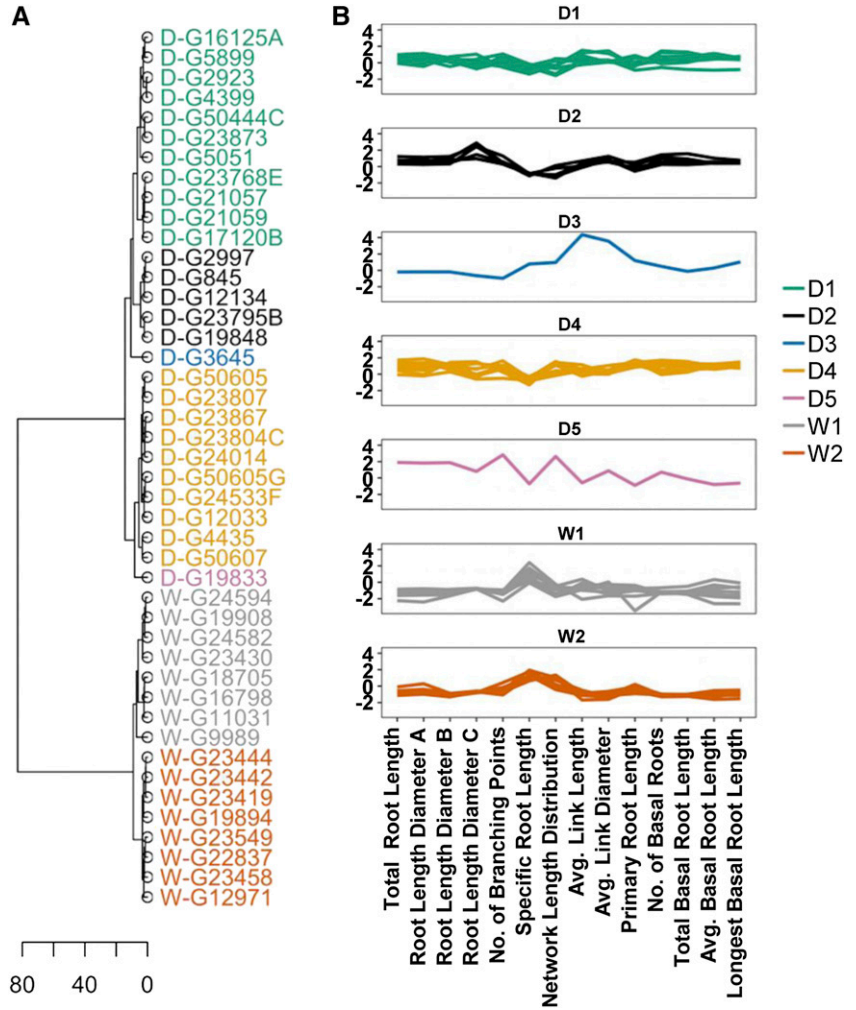 A
D-G16125A
D-G5899
D-G2923
D-G4399
D-G50444C
D-G23873
D-G5051
D-G23768E
D-G21057
D-G21059
D-G17120B
D-G2997
D-G845
D-G12134
D-G23795B
D-G19848
D-G3645
D-G50605
D-G23807
D-G23867
D-G23804C
D-G24014
D-G50605G
D-G24533F
D-G12033
D-G4435
D-G50607
D-G19833
W-G24594
W-G19908
W-G24582
W-G23430
W-G18705
W-G16798
W-G11031
W-G9989
W-G23444
W-G23442
W-G23419
W-G19894
W-G23549
W-G22837
W-G23458
W-G12971
80 40 0
B
D1
4
2
0
-2
D2
4
2
0
-2
D3
4
2
0
-2
D4
4
2
0
-2
D5
4
2
0
-2
W1
4
2
0
-2
W2
4
2
0
-2
Total Root Length
Root Length Diameter A
Root Length Diameter B
Root Length Diameter C
No. of Branching Points
Specific Root Length
Network Length Distribution
Avg. Link Length
Avg. Link Diameter
Primary Root Length
No. of Basal Roots
Total Basal Root Length
Avg. Basal Root Length
Longest Basal Root Length
D1
D2
D3
D4
D5
W1
W2